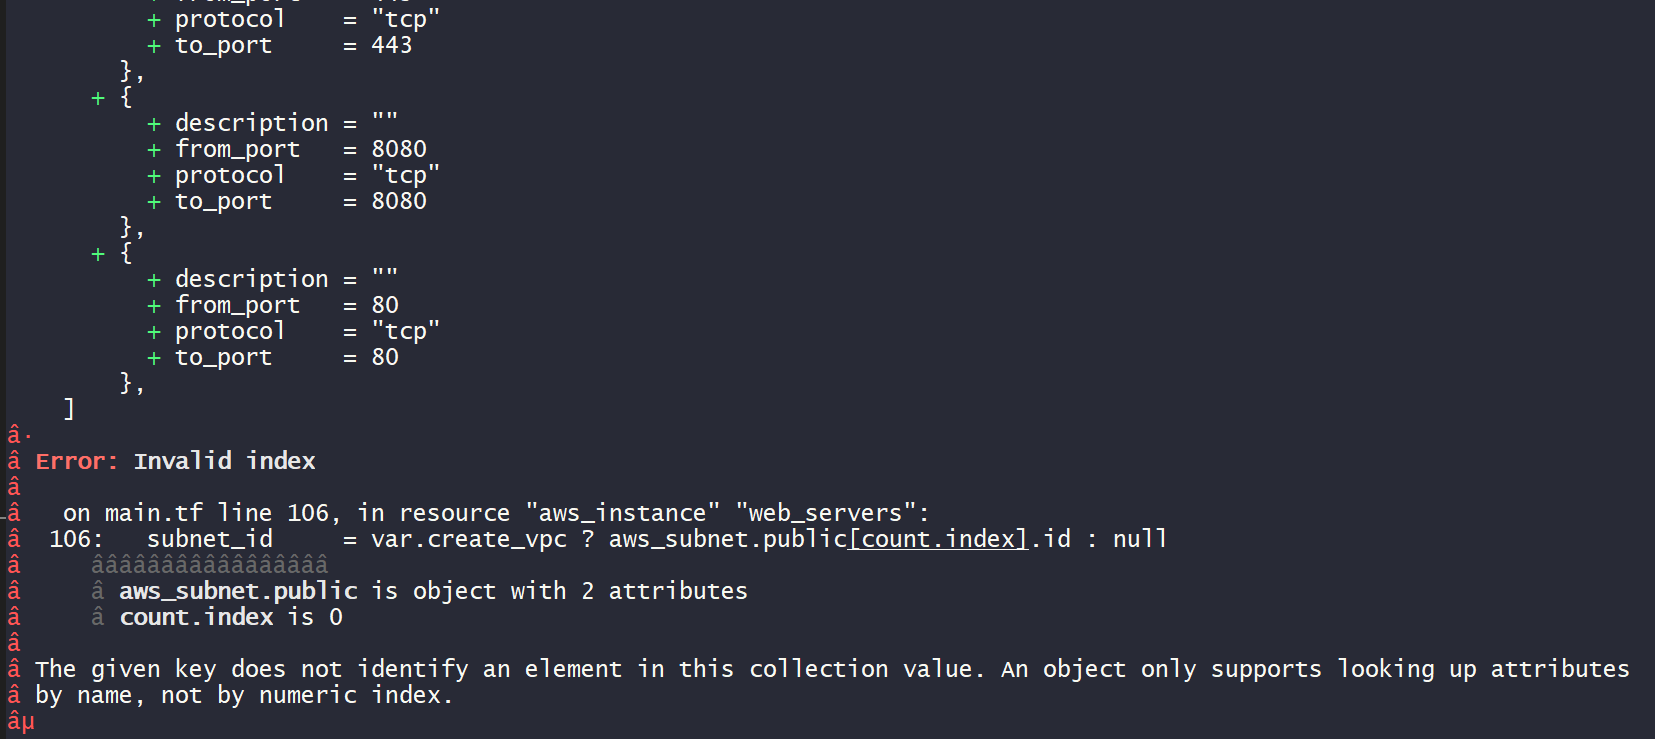 + protocol    = "tcp"
+ to_port     = 443
},
+ {
+ description = ""
+ from_port   = 8080
+ protocol    = "tcp"
+ to_port     = 8080
},
+ {
+ description = ""
+ from_port   = 80
+ protocol    = "tcp"
+ to_port     = 80
},
]
â·
â Error: Invalid index
â
â   on main.tf line 106, in resource "aws_instance" "web_servers":
â  106:   subnet_id     = var.create_vpc ? aws_subnet.public[count.index].id : null
â     âââââââââââââââââ
â     â aws_subnet.public is object with 2 attributes
â     â count.index is 0
â
â The given key does not identify an element in this collection value. An object only supports looking up attributes
â by name, not by numeric index.
âµ